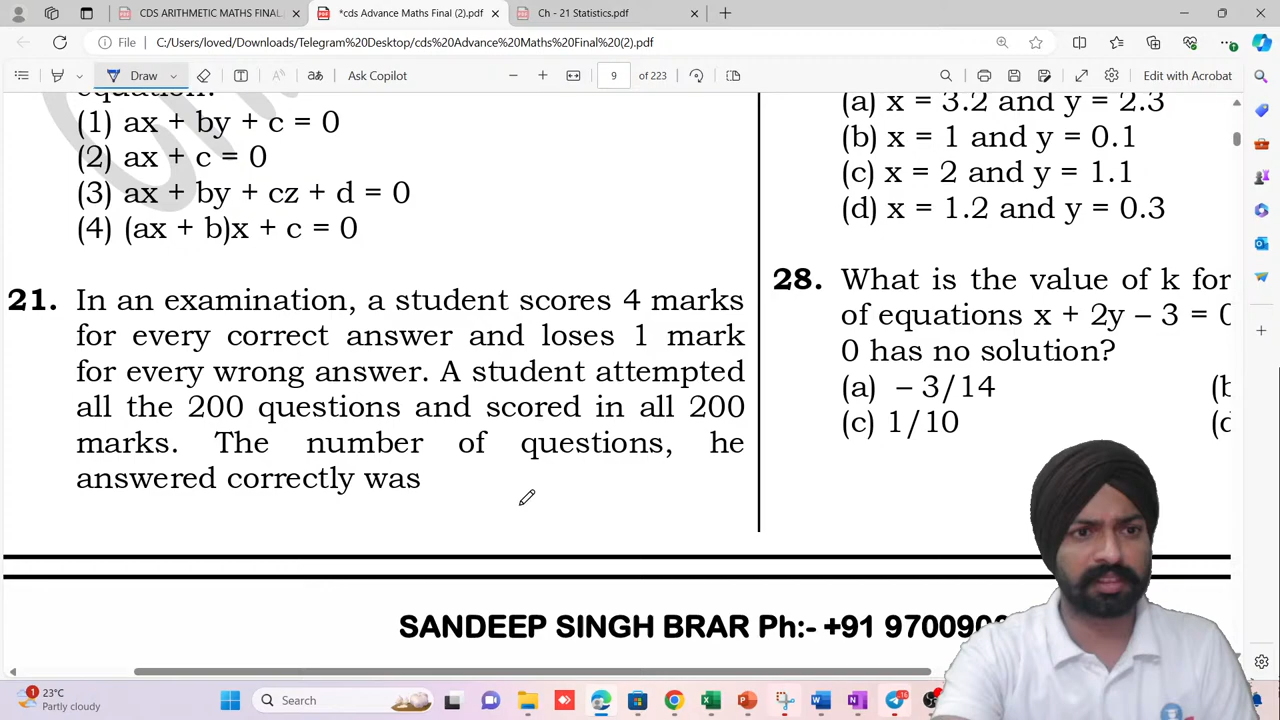 CDS ARITHMETIC MATHS FINAL
*cds Advance Maths Final (2).pdf
Ch - 21 Statistics.pdf
File
C:/Users/loved/Downloads/Telegram%20Desktop/cds%20Advance%20Maths%20Final%20(2).pdf
Draw
Ask Copilot
9
of 223
Edit with Acrobat
equation?
(1) ax + by + c = 0
(2) ax + c = 0
(3) ax + by + cz + d = 0
(4) (ax + b)x + c = 0
21. In an examination, a student scores 4 marks
for every correct answer and loses 1 mark
for every wrong answer. A student attempted
all the 200 questions and scored in all 200
marks. The number of questions, he
answered correctly was
(a) x = 3.2 and y = 2.3
(b) x = 1 and y = 0.1
(c) x = 2 and y = 1.1
(d) x = 1.2 and y = 0.3
28. What is the value of k for
of equations x + 2y – 3 = 0
0 has no solution?
(a) – 3/14
(b
(c) 1/10
(d
SANDEEP SINGH BRAR Ph:- +91 97009
23°C
Partly cloudy
Search